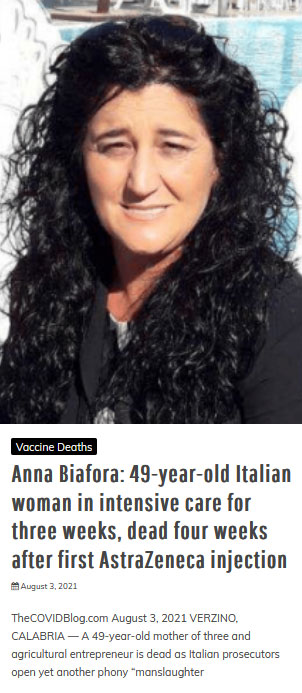 Vaccine Deaths
Anna Biafora: 49-year-old Italian
woman in intensive care for
three weeks, dead four weeks
after first AstraZeneca injection
August 3, 2021
TheCOVIDBlog.com August 3, 2021 VERZINO,
CALABRIA — A 49-year-old mother of three and
agricultural entrepreneur is dead as Italian prosecutors
open yet another phony “manslaughter